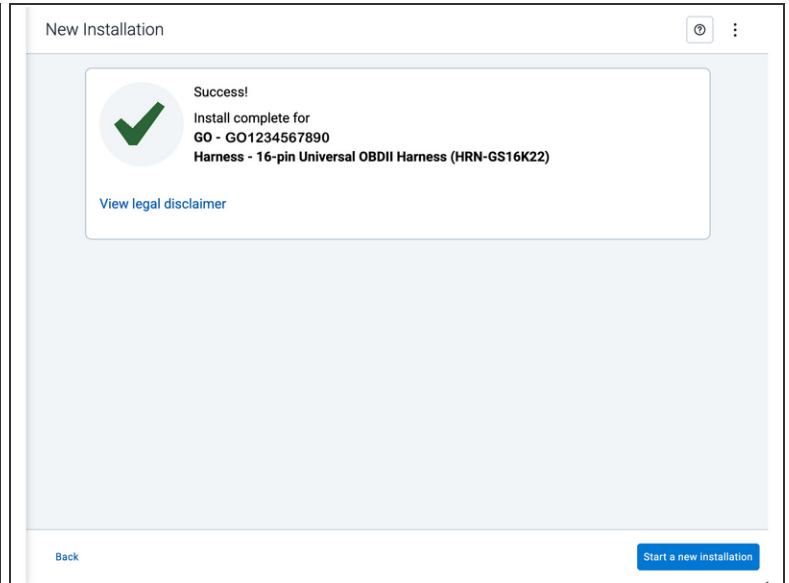 New Installation
Success!
Install complete for
GO - GO1234567890
Harness - 16-pin Universal OBDII Harness (HRN-GS16K22)
View legal disclaimer
Back
Start a new installation